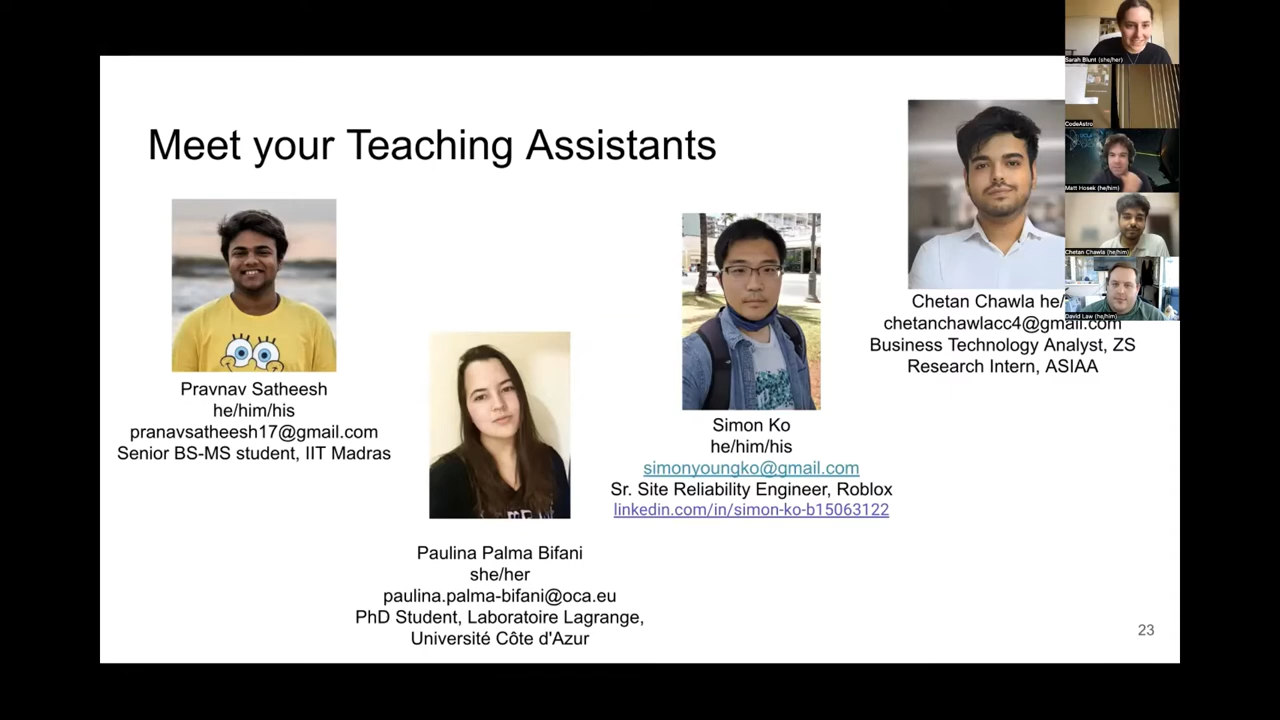 Meet your Teaching Assistants
Pravnav Satheesh
he/him/his
pranavsatheesh17@gmail.com
Senior BS-MS student, IIT Madras
Paulina Palma Bifani
she/her
paulina.palma-bifani@oca.eu
PhD Student, Laboratoire Lagrange,
Université Côte d'Azur
Simon Ko
he/him/his
simonyoungko@gmail.com
Sr. Site Reliability Engineer, Roblox
linkedin.com/in/simon-ko-b15063122
Chetan Chawla he/
chetanchawlacc4@gmail.com
Business Technology Analyst, ZS
Research Intern, ASIAA
23
Sarah Blunt (she/her)
CodeAstro
Matt Hosek (he/him)
Chetan Chawla (he/him)
David Law (he/him)